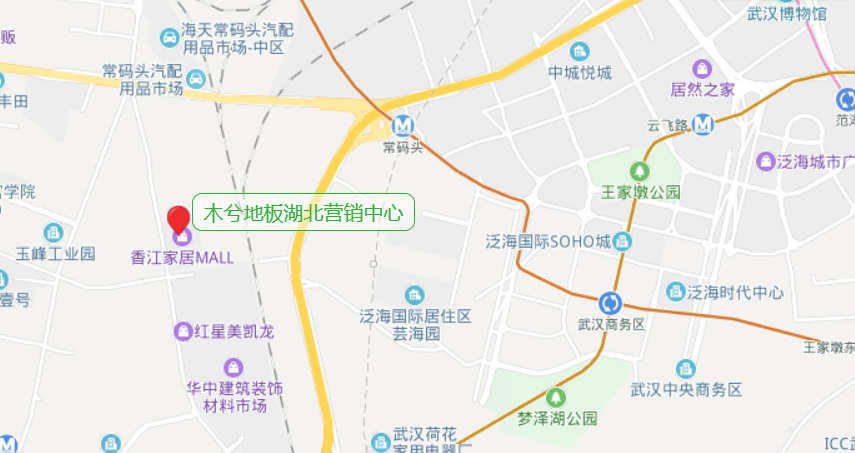 武汉博物馆
海天常码头汽配
用品市场-中区
贩
常码头汽配
用品市场
中城悦城
居然之家
丰田
云飞路
常码头
泛海城市广
学院
王家墩公园
木兮地板湖北营销中心
玉峰工业园
香江家居MALL
泛海国际SOHO城
壹号
泛海时代中心
泛海国际居住区
芸海园
武汉商务区
红星美凯龙
王家墩东
华中建筑装饰
材料市场
武汉中央商务区
梦泽湖公园
武汉荷花
家用电器厂
ICC武